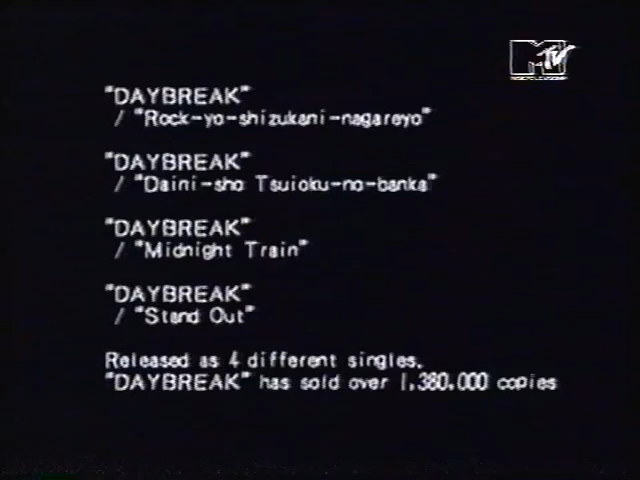 MTV
"DAYBREAK"
/ "Rock-yo-shizukani-nagareyo"
"DAYBREAK"
/ "Daini-sho Tsuioku-no-banka"
"DAYBREAK"
/ "Midnight Train"
"DAYBREAK"
/ "Stand Out"
Released as 4 different singles.
"DAYBREAK" has sold over 1,380,000 copies